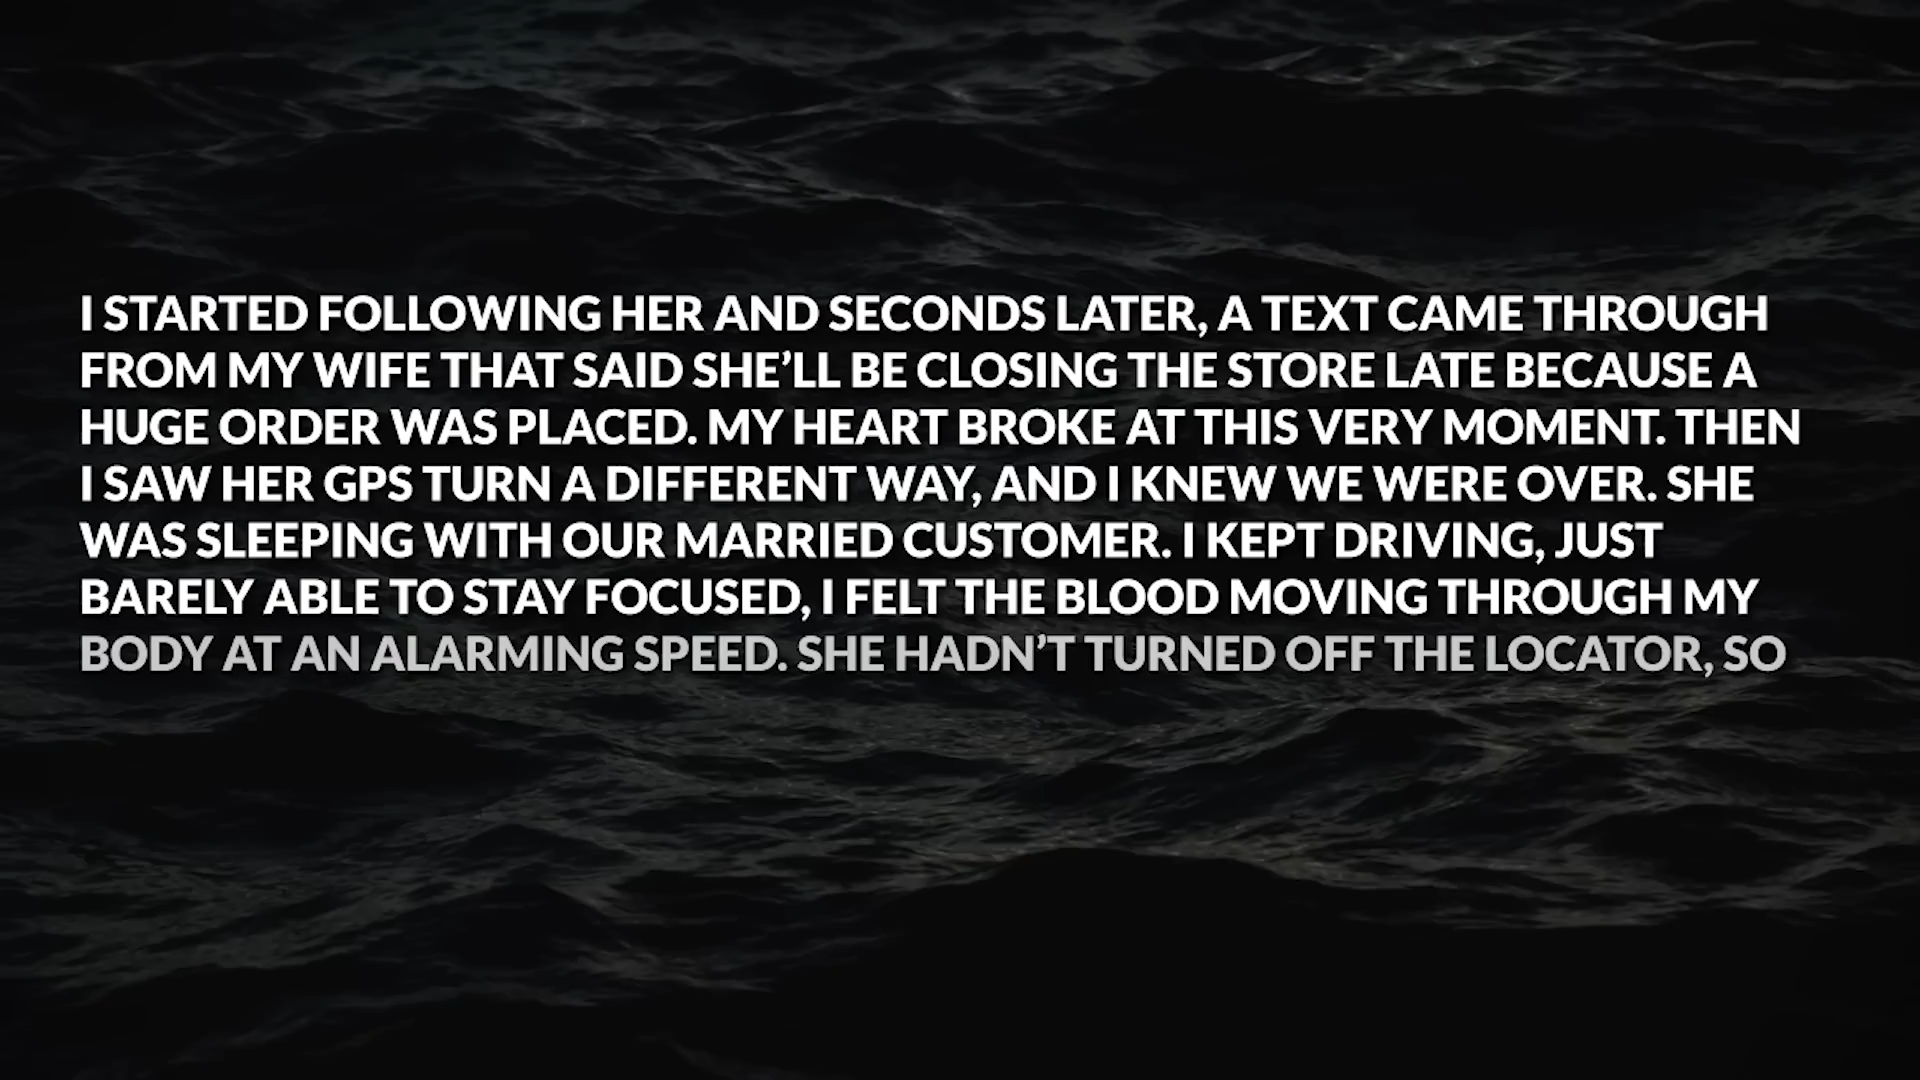 I STARTED FOLLOWING HER AND SECONDS LATER, A TEXT CAME THROUGH
FROM MY WIFE THAT SAID SHE’LL BE CLOSING THE STORE LATE BECAUSE A
HUGE ORDER WAS PLACED. MY HEART BROKE AT THIS VERY MOMENT. THEN
I SAW HER GPS TURN A DIFFERENT WAY, AND I KNEW WE WERE OVER. SHE
WAS SLEEPING WITH OUR MARRIED CUSTOMER. I KEPT DRIVING, JUST
BARELY ABLE TO STAY FOCUSED, I FELT THE BLOOD MOVING THROUGH MY
BODY AT AN ALARMING SPEED. SHE HADN’T TURNED OFF THE LOCATOR, SO